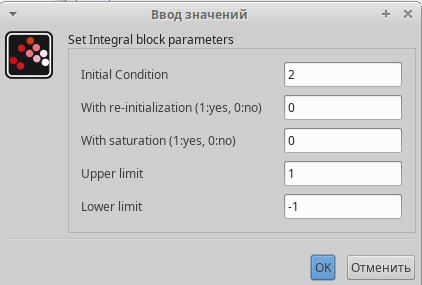 Ввод значений
Set Integral block parameters
Initial Condition 2
With re-initialization (1:yes, 0:no) 0
With saturation (1:yes, 0:no) 0
Upper limit 1
Lower limit -1
OK Отменить